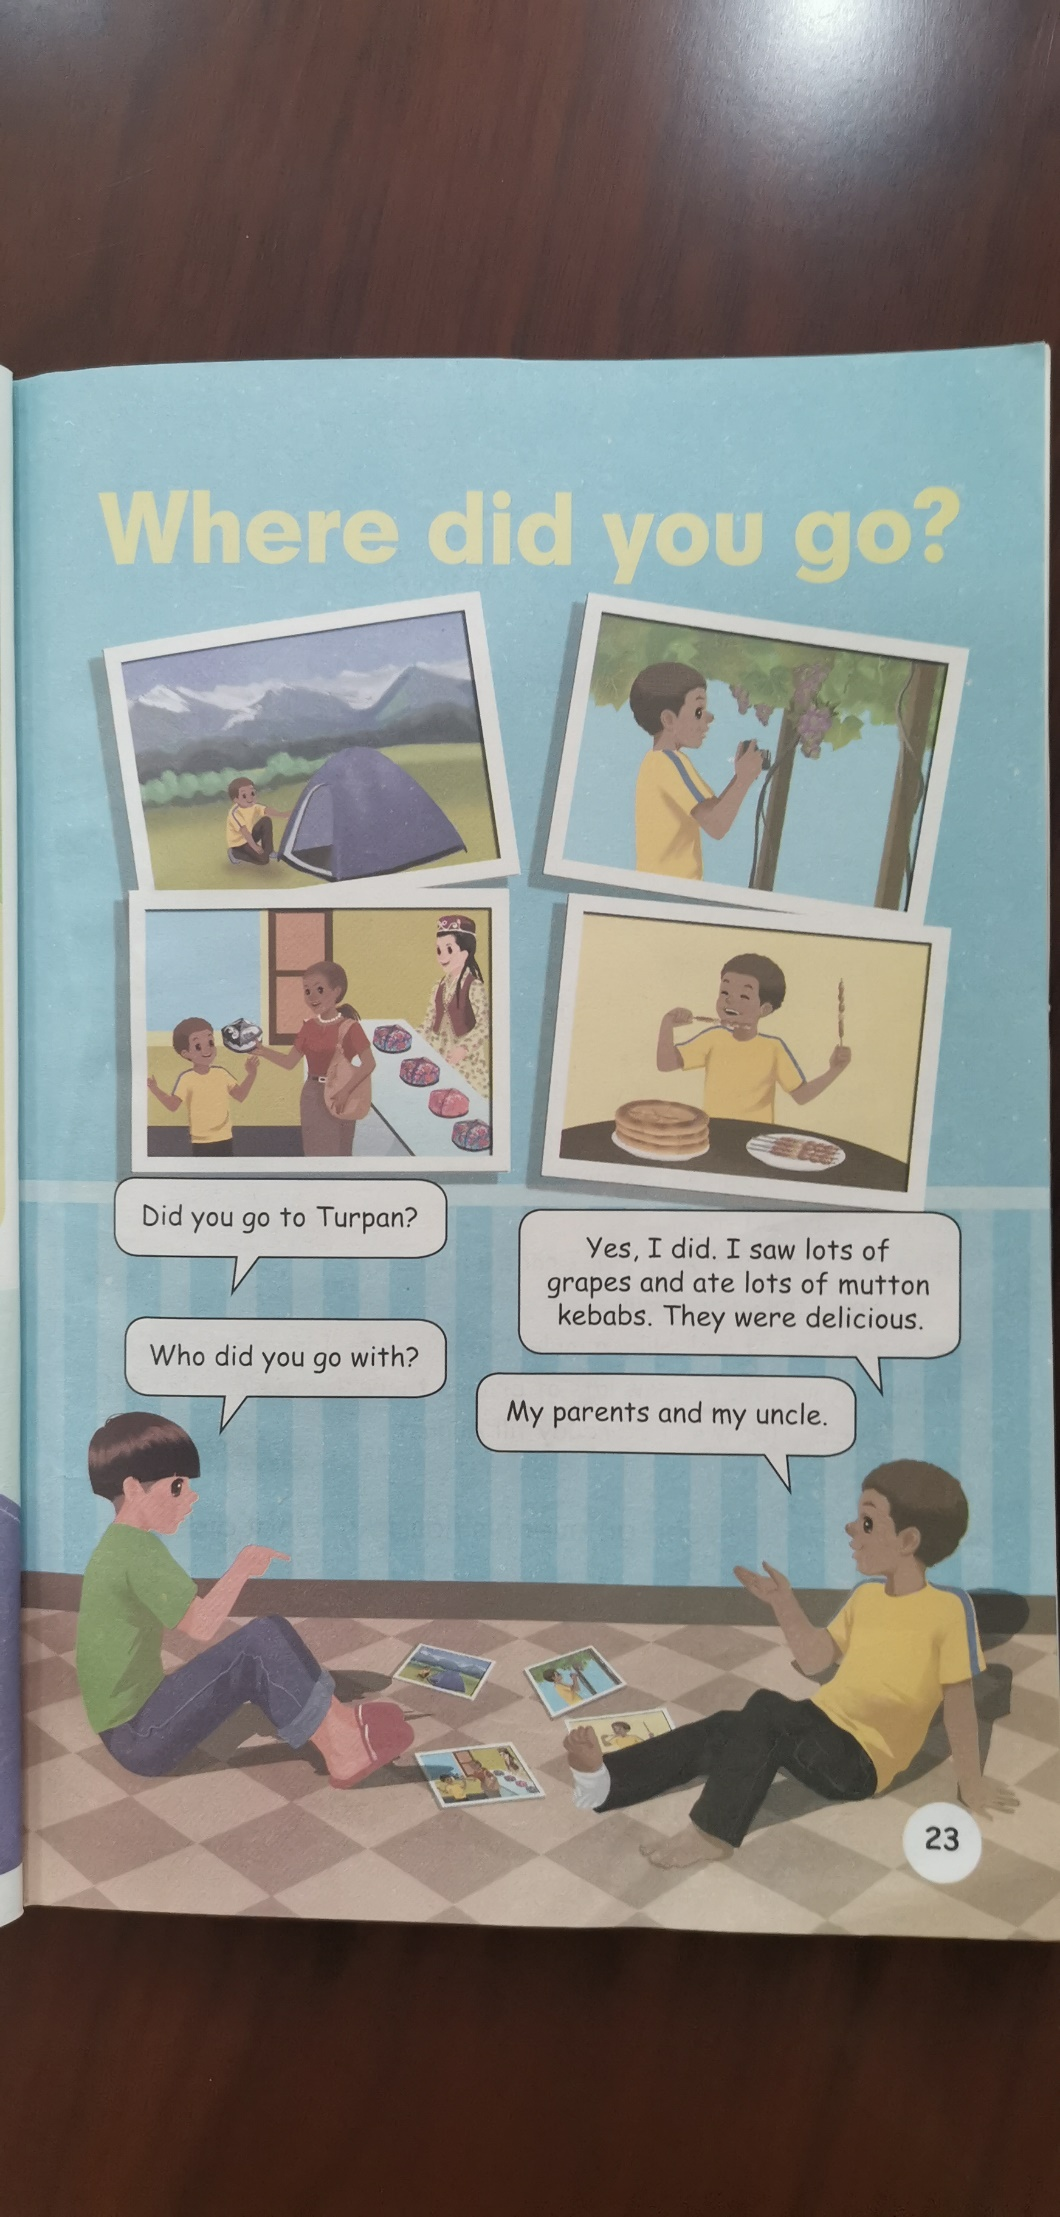 Where did you go?
Did you go to Turpan?
Yes, I did. I saw lots of
grapes and ate lots of mutton
kebabs. They were delicious.
Who did you go with?
My parents and my uncle.
23